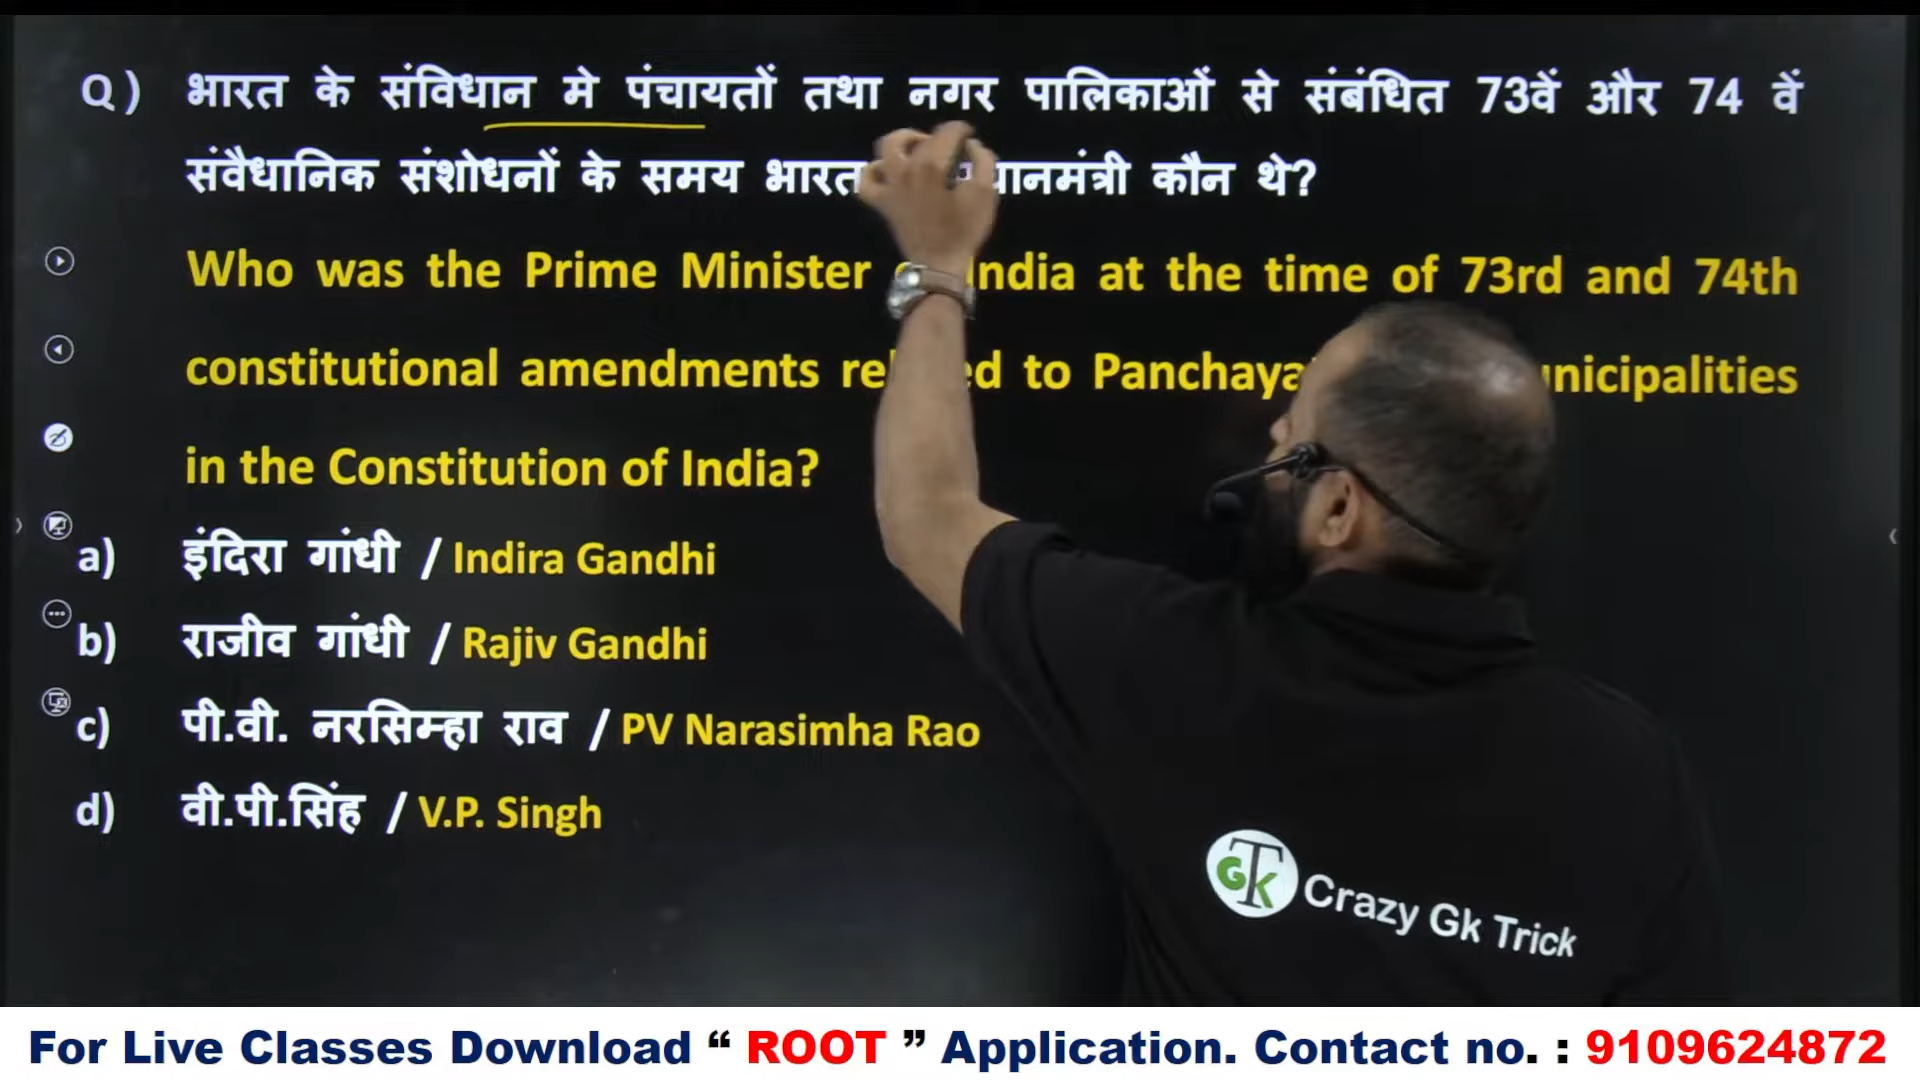 Q) भारत के संविधान मे पंचायतों तथा नगर पालिकाओं से संबंधित 73वें और 74 वें
संवैधानिक संशोधनों के समय भारत कौन थे?
Who was the Prime Minister India at the time of 73rd and 74th
constitutional amendments to
in the Constitution of India?
a) इंदिरा गांधी / Indira Gandhi
b) राजीव गांधी / Rajiv Gandhi
c) पी.वी. नरसिम्हा राव / PV Narasimha Rao
d) वी.पी.सिंह / V.P. Singh
GTK Crazy Gk Trick
For Live Classes Download “ ROOT ” Application. Contact no. : 9109624872